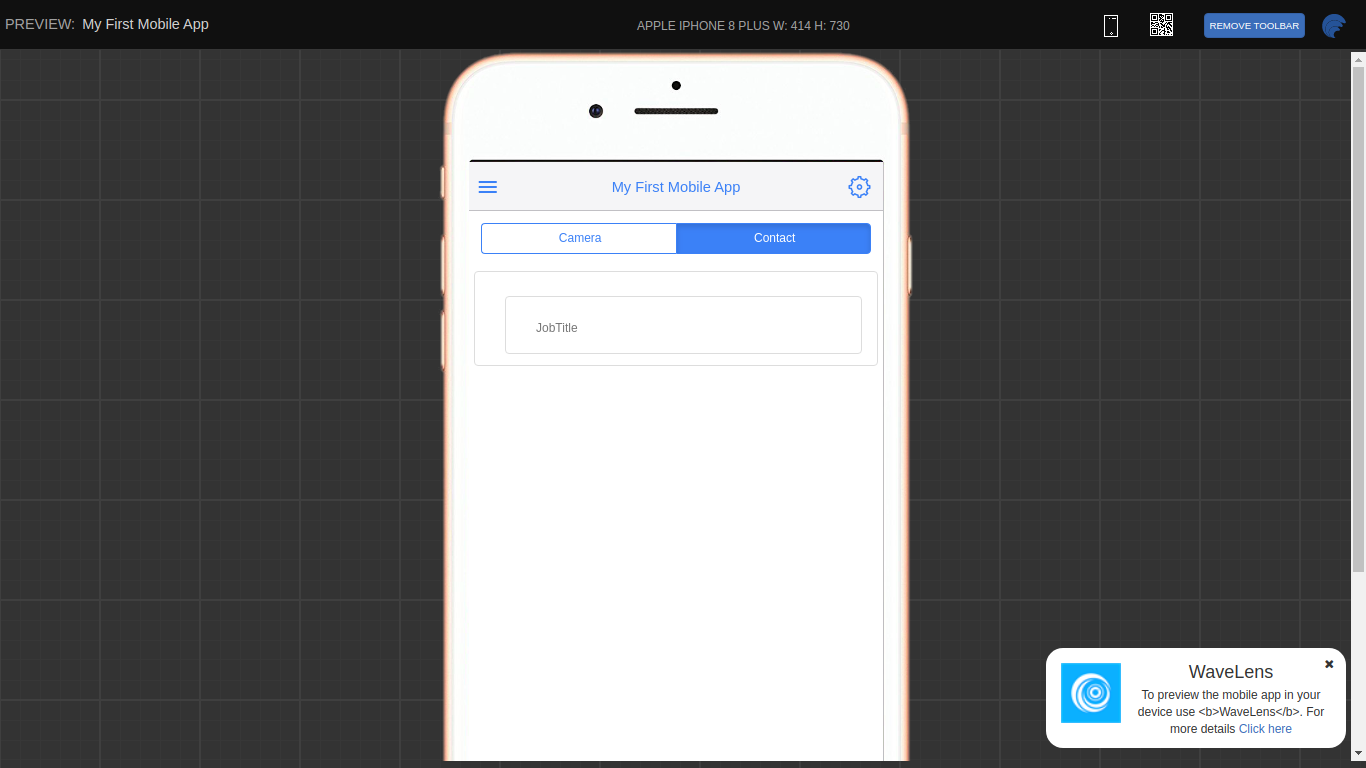 PREVIEW: My First Mobile App
APPLE IPHONE 8 PLUS W: 414 H: 730
REMOVE TOOLBAR
My First Mobile App
Camera
Contact
JobTitle
WaveLens
To preview the mobile app in your
device use <b>WaveLens</b>. For
more details Click here